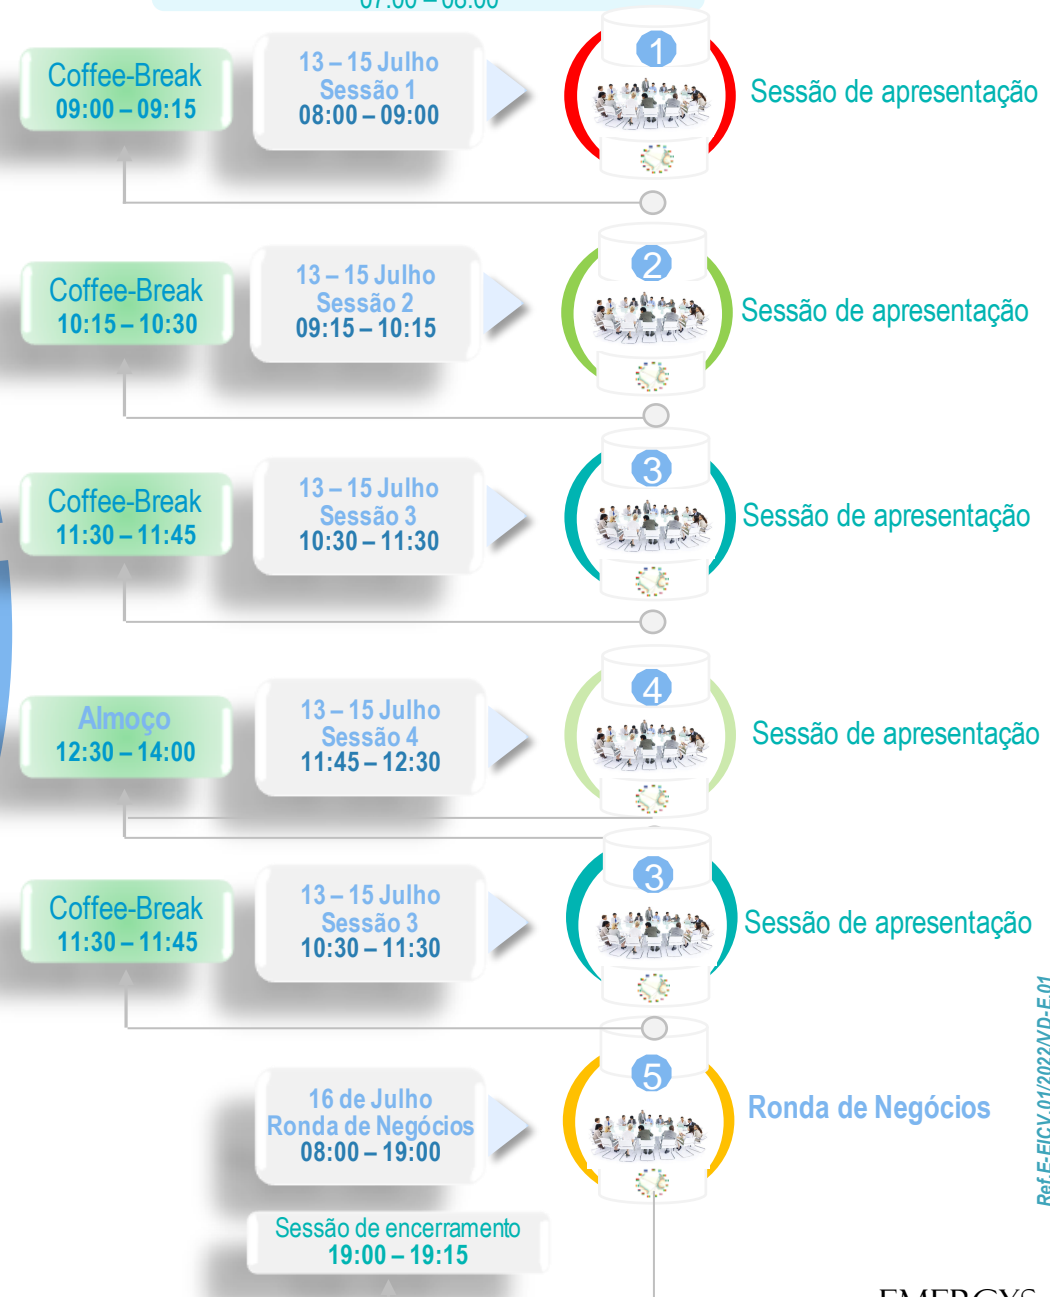 07:00 – 08:00
Coffee-Break
09:00 – 09:15
13 – 15 Julho
Sessão 1
08:00 – 09:00
1
Sessão de apresentação
Coffee-Break
10:15 – 10:30
13 – 15 Julho
Sessão 2
09:15 – 10:15
2
Sessão de apresentação
Coffee-Break
11:30 – 11:45
13 – 15 Julho
Sessão 3
10:30 – 11:30
3
Sessão de apresentação
Almoço
12:30 – 14:00
13 – 15 Julho
Sessão 4
11:45 – 12:30
4
Sessão de apresentação
Coffee-Break
11:30 – 11:45
13 – 15 Julho
Sessão 3
10:30 – 11:30
3
Sessão de apresentação
16 de Julho
Ronda de Negócios
08:00 – 19:00
5
Ronda de Negócios
Sessão de encerramento
19:00 – 19:15
Ref.E-FICV.01/2022/VD-E.01